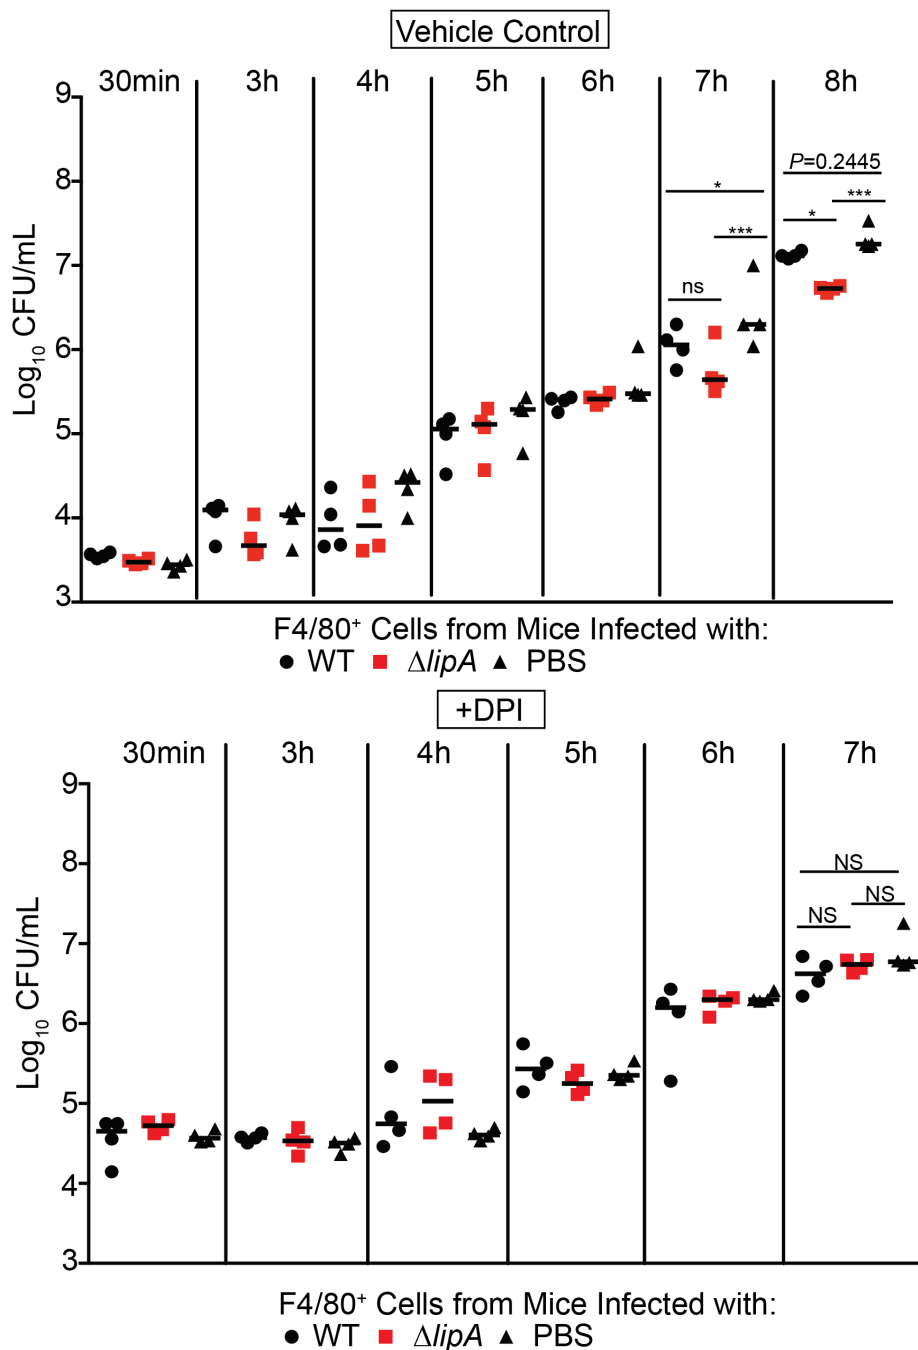 Vehicle Control
30min 3h 4h 5h 6h 7h 8h
9
8
7
6
5
4
3
Log10 CFU/mL
P=0.2445
* ***
*
***
ns
F4/80+ Cells from Mice Infected with:
WT ΔlipA PBS
+DPI
30min 3h 4h 5h 6h 7h
9
8
7
6
5
4
3
Log10 CFU/mL
NS
NS
NS
F4/80+ Cells from Mice Infected with:
WT ΔlipA PBS